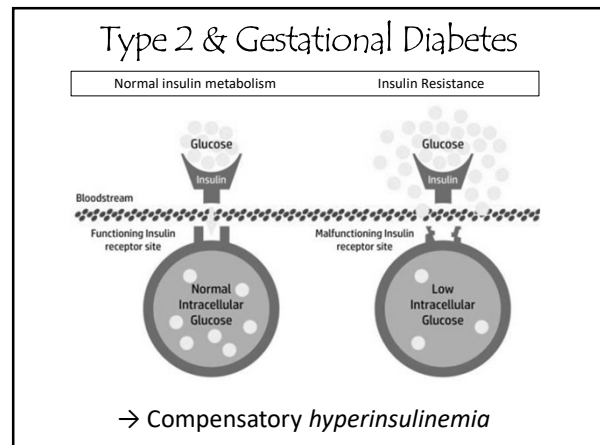 Type 2 & Gestational Diabetes
Normal insulin metabolism
Insulin Resistance
Glucose
Insulin
Glucose
Insulin
Bloodstream
Functioning Insulin
receptor site
Malfunctioning Insulin
receptor site
Normal
Intracellular
Glucose
Low
Intracellular
Glucose
→ Compensatory hyperinsulinemia